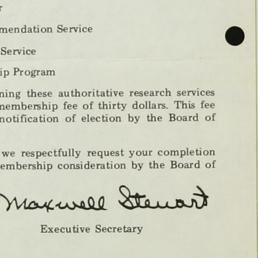 mendation Service
Service
ip Program
ning these authoritative research services
membership fee of thirty dollars. This fee
notification of election by the Board of
we respectfully request your completion
embership consideration by the Board of
Maxwell Stewart
Executive Secretary